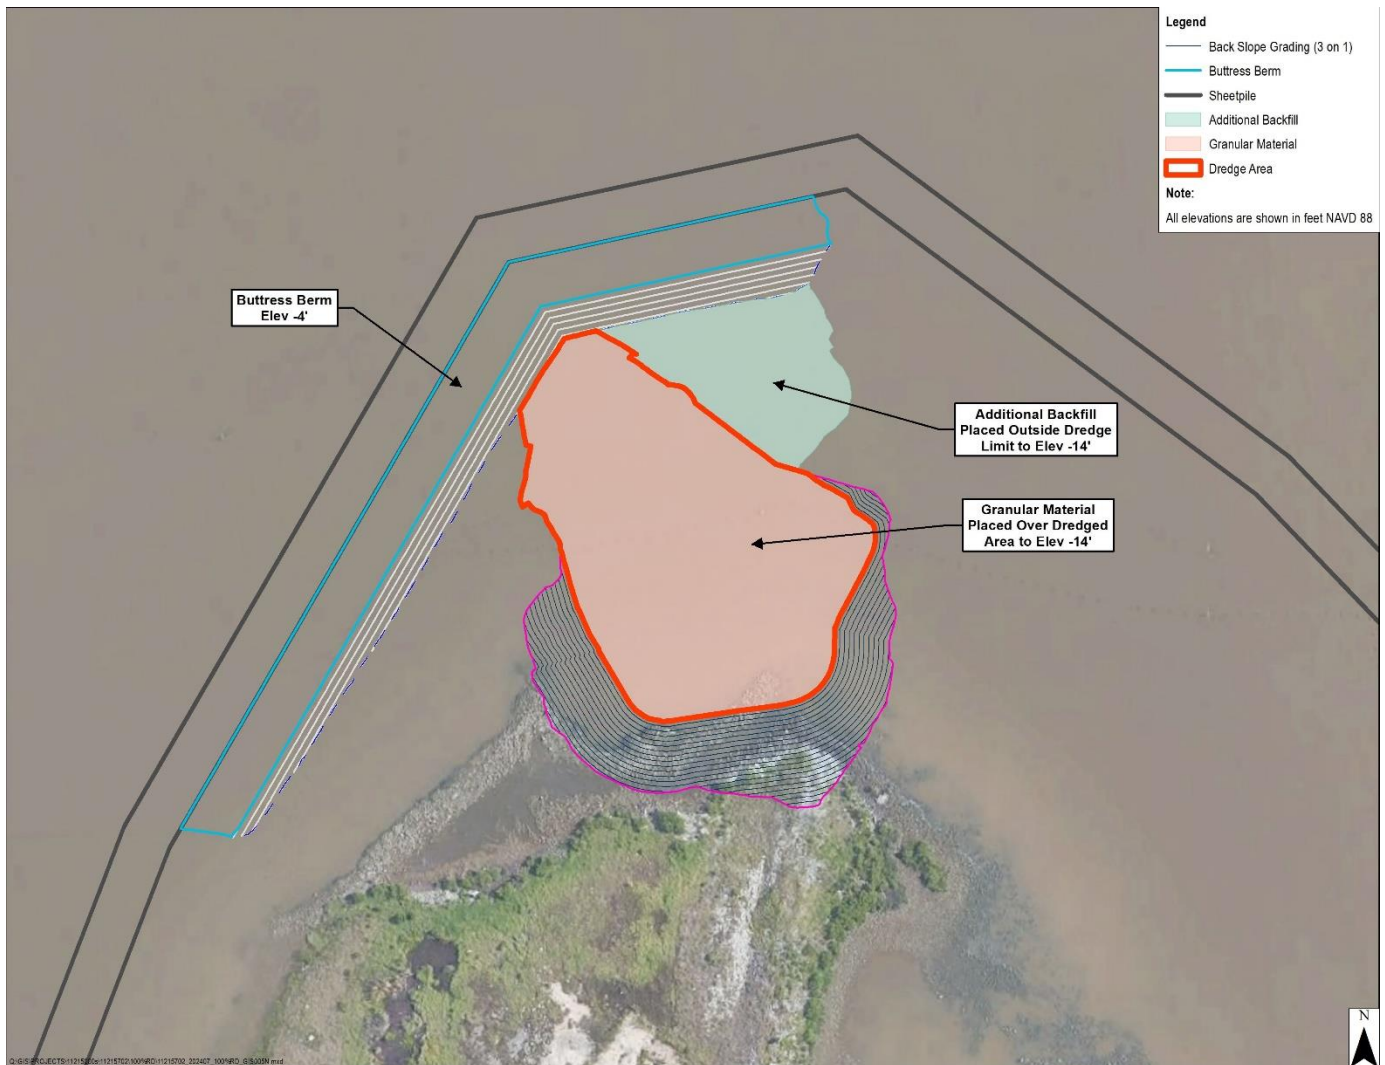 Legend
Back Slope Grading (3 on 1)
Buttress Berm
Sheetpile
Additional Backfill
Granular Material
Dredge Area
Note:
All elevations are shown in feet NAVD 88
Buttress Berm
Elev -4'
Additional Backfill
Placed Outside Dredge
Limit to Elev -14'
Granular Material
Placed Over Dredged
Area to Elev -14'
N